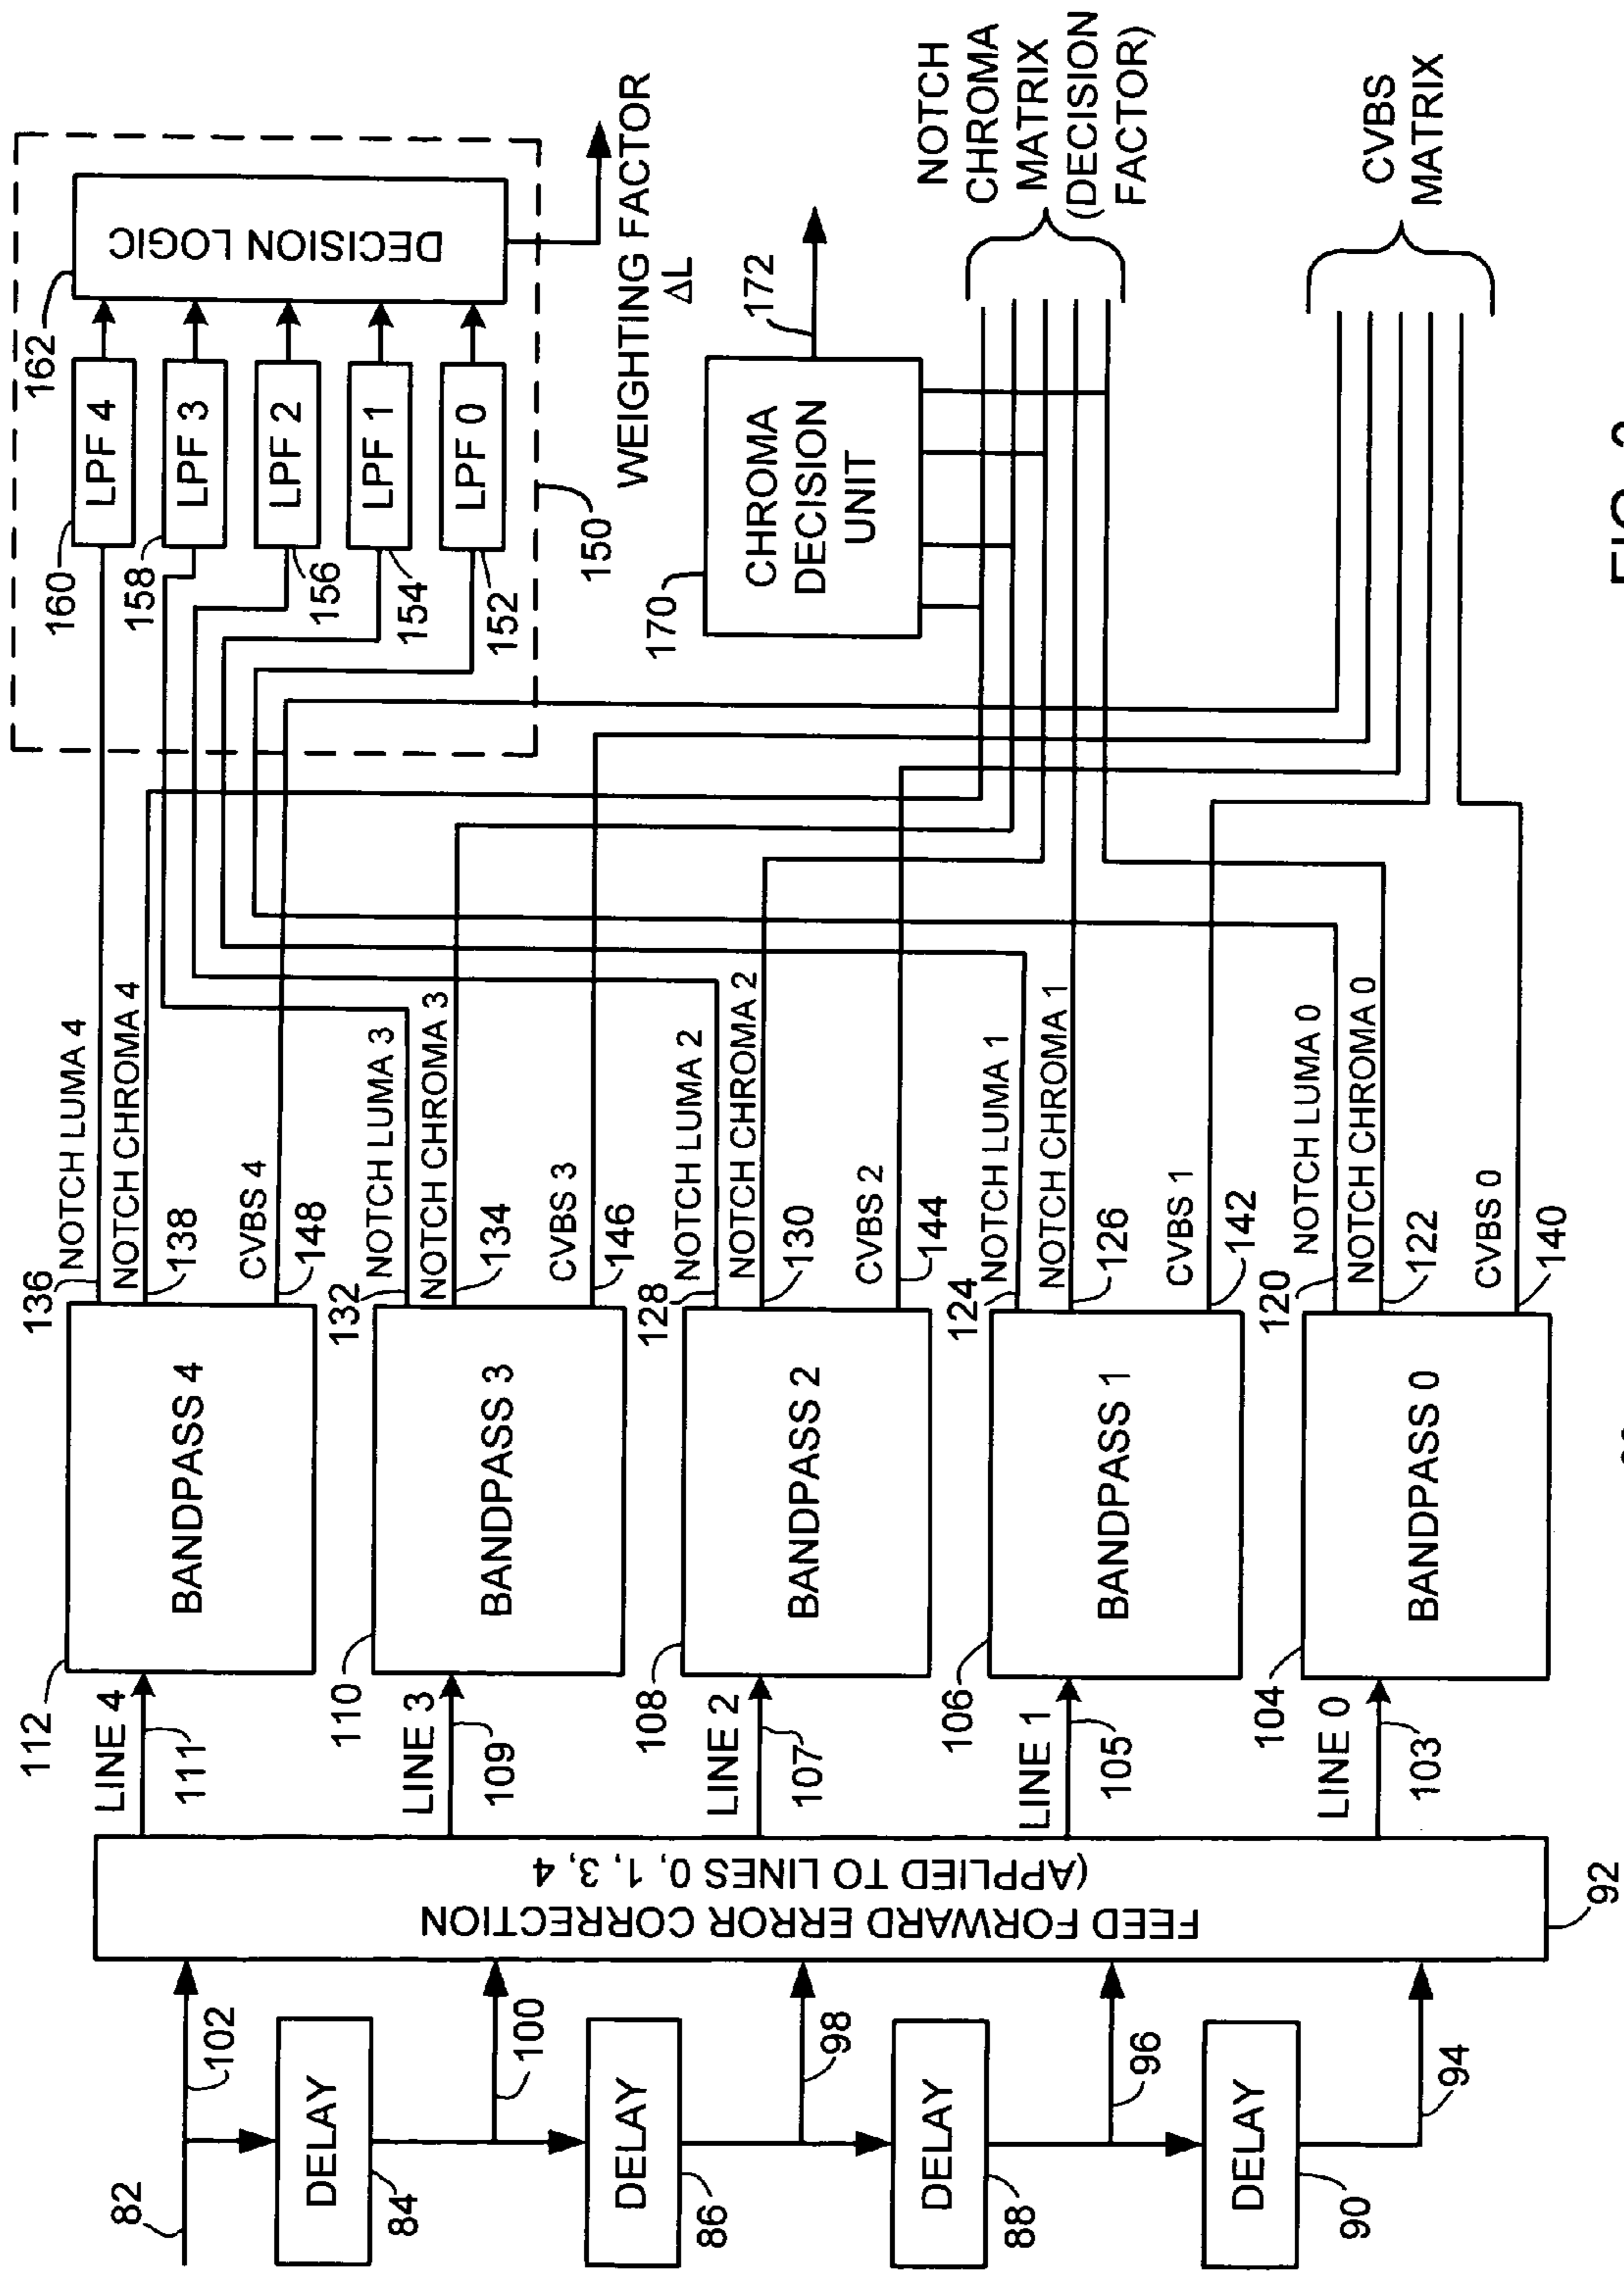 82
102
DELAY
84
100
DELAY
86
98
DELAY
88
96
DELAY
90
94
FEED FORWARD ERROR CORRECTION
(APPLIED TO LINES 0, 1, 3, 4
92
112
LINE 4
111
BANDPASS 4
136
NOTCH LUMA 4
NOTCH CHROMA 4
138
CVBS 4
148
110
LINE 3
109
BANDPASS 3
132
NOTCH LUMA 3
NOTCH CHROMA 3
134
CVBS 3
146
108
LINE 2
107
BANDPASS 2
128
NOTCH LUMA 2
NOTCH CHROMA 2
130
CVBS 2
144
106
LINE 1
105
BANDPASS 1
124
NOTCH LUMA 1
NOTCH CHROMA 1
126
CVBS 1
142
104
LINE 0
103
BANDPASS 0
120
NOTCH LUMA 0
NOTCH CHROMA 0
122
CVBS 0
140
160
LPF 4
158
LPF 3
156
LPF 2
154
LPF 1
152
LPF 0
162
DECISION LOGIC
150
WEIGHTING FACTOR
ΔL
170
CHROMA
DECISION
UNIT
172
NOTCH
CHROMA
MATRIX
(DECISION
FACTOR)
CVBS
MATRIX